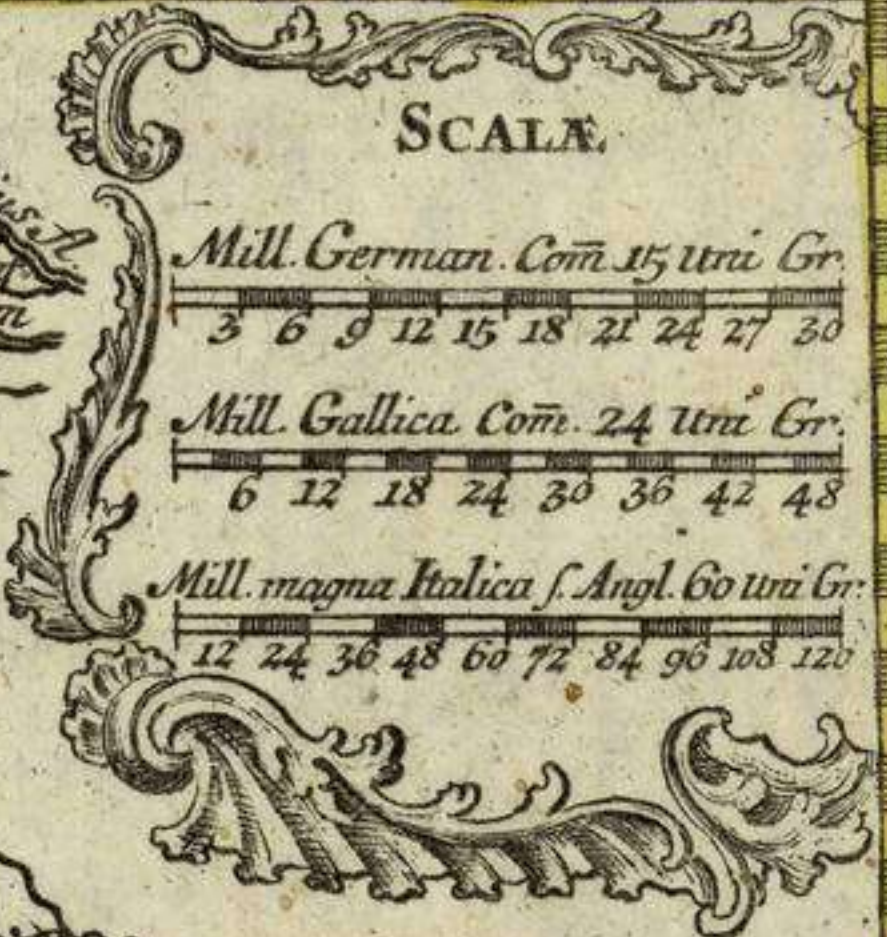 SCALÆ.
Mill. German. Com̄ 15 Uni Gr.
3 6 9 12 15 18 21 24 27 30
Mill. Gallica Com̄. 24 Uni Gr.
6 12 18 24 30 36 42 48
Mill. magna Italica ſ. Angl. 60 Uni Gr.
12 24 36 48 60 72 84 96 108 120